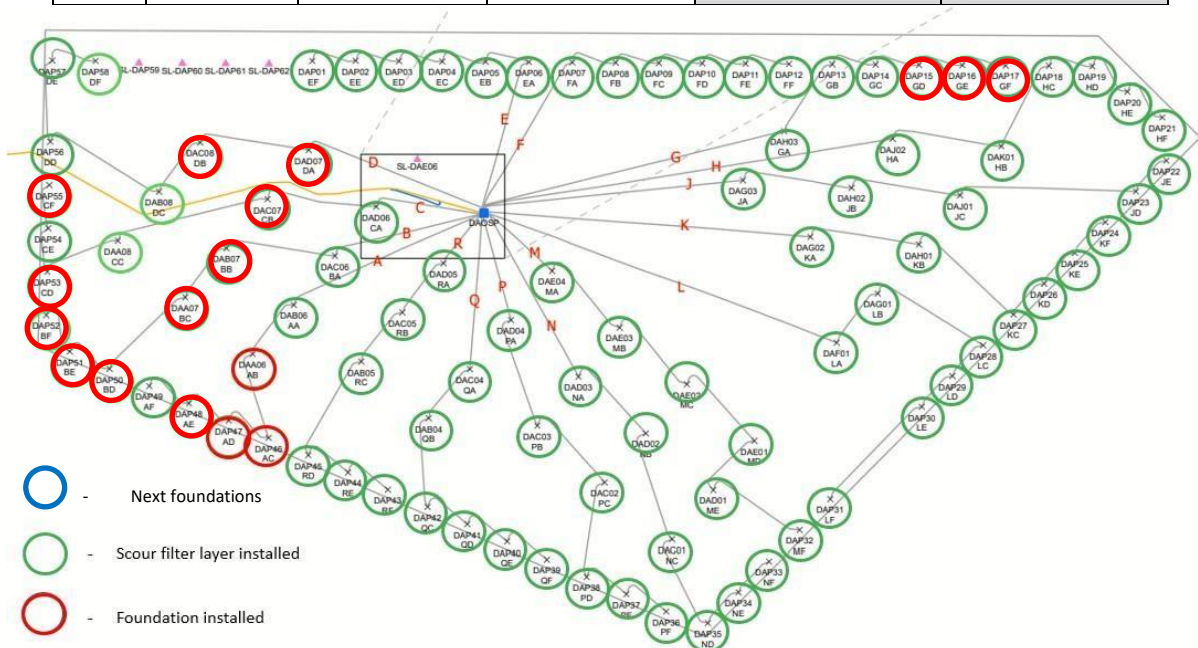 DAP57
DE
DAP58
DF
SL-DAP59
SL-DAP60
SL-DAP61
SL-DAP62
DAP01
EF
DAP02
EE
DAP03
ED
DAP04
EC
DAP05
EB
DAP06
EA
DAP07
FA
DAP08
FB
DAP09
FC
DAP10
FD
DAP11
FE
DAP12
FF
DAP13
GB
DAP14
GC
DAP15
GD
DAP16
GE
DAP17
GF
DAP18
HC
DAP19
HD
DAP20
HE
DAP21
HF
DAP22
JE
DAP23
JD
DAP24
KF
DAP25
KE
DAP26
KD
DAP27
KC
DAP28
LC
DAP29
LD
DAP30
LE
DAP31
LF
DAP32
MF
DAP33
NF
DAP34
NE
DAP35
ND
DAP36
PF
DAP37
PE
DAP38
PD
DAP39
QF
DAP40
QE
DAP41
QD
DAP42
QC
DAP43
RF
DAP44
RE
DAP45
RD
DAP46
AC
DAP47
AD
DAP48
AE
DAP49
AF
DAP50
BD
DAP51
BE
DAP52
BF
DAP53
CD
DAP54
CE
DAP55
CF
DAP56
DD
DAC08
DB
DAD07
DA
DAB08
DC
DAC07
CB
DAA08
CC
DAB07
BB
DAA07
BC
DAD06
CA
DAC06
BA
DAB06
AA
DAA06
AB
DAD05
RA
DAC05
RB
DAB05
RC
SL-DAE06
DAOSP
DAE04
MA
DAD04
PA
DAC04
QA
DAB04
QB
DAC03
PB
DAC02
PC
DAD03
NA
DAD02
NB
DAC01
NC
DAE03
MB
DAE02
MC
DAE01
MD
DAD01
ME
DAF01
LA
DAG01
LB
DAG02
KA
DAH01
KB
DAG03
JA
DAH02
JB
DAJ01
JC
DAH03
GA
DAJ02
HA
DAK01
HB
E
F
D
G
H
J
C
K
B
R
A
M
Q
P
L
N
- Next foundations
- Scour filter layer installed
- Foundation installed